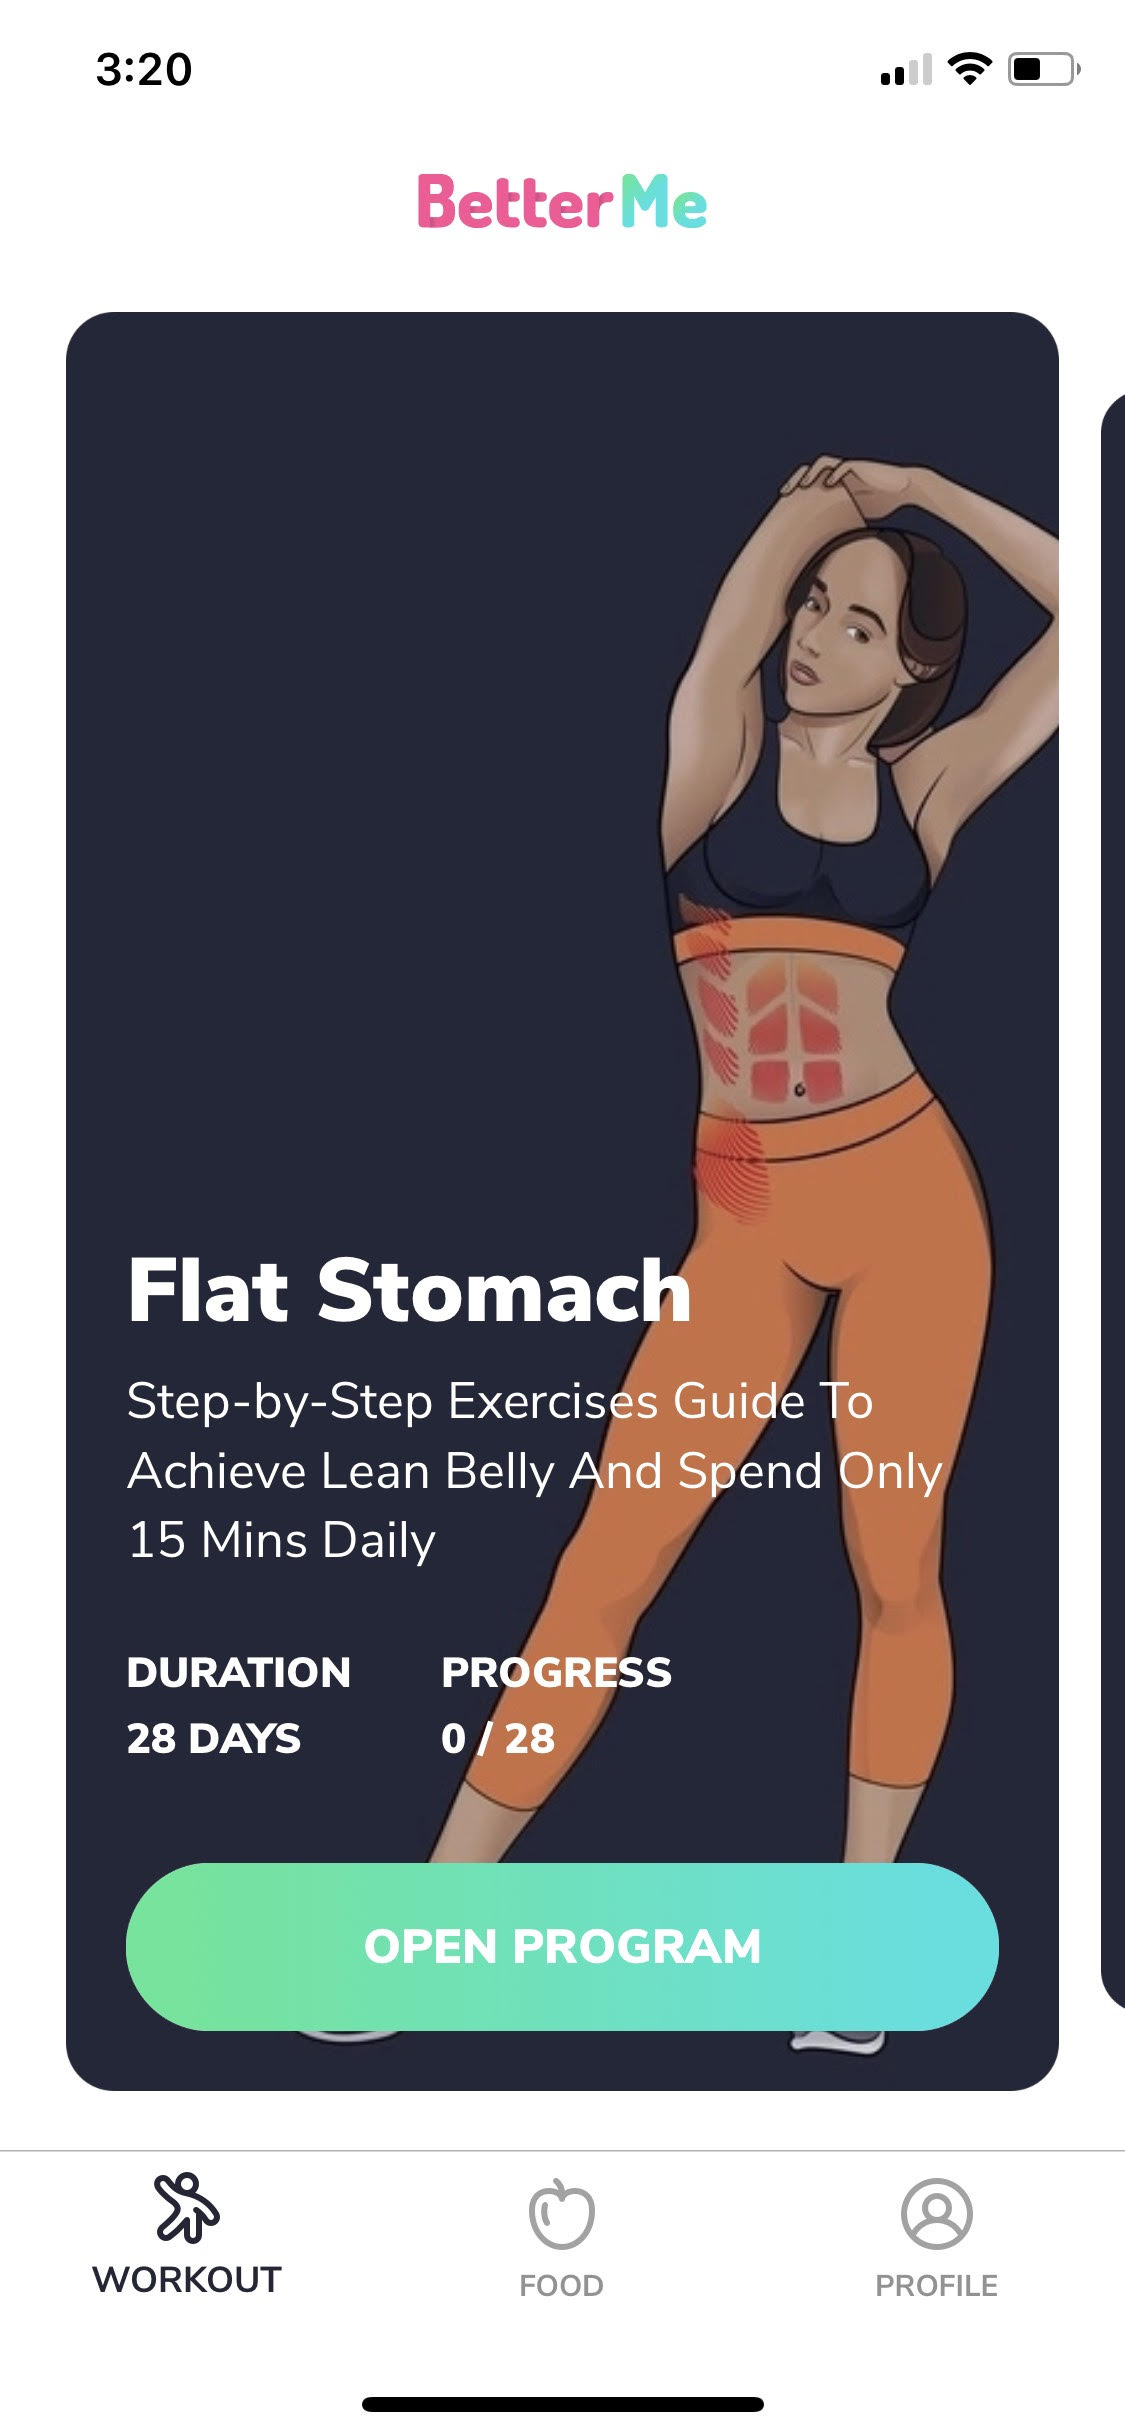 3:20
BetterMe
Flat Stomach
Step-by-Step Exercises Guide To
Achieve Lean Belly And Spend Only
15 Mins Daily
DURATION PROGRESS
28 DAYS 0 / 28
OPEN PROGRAM
WORKOUT FOOD PROFILE